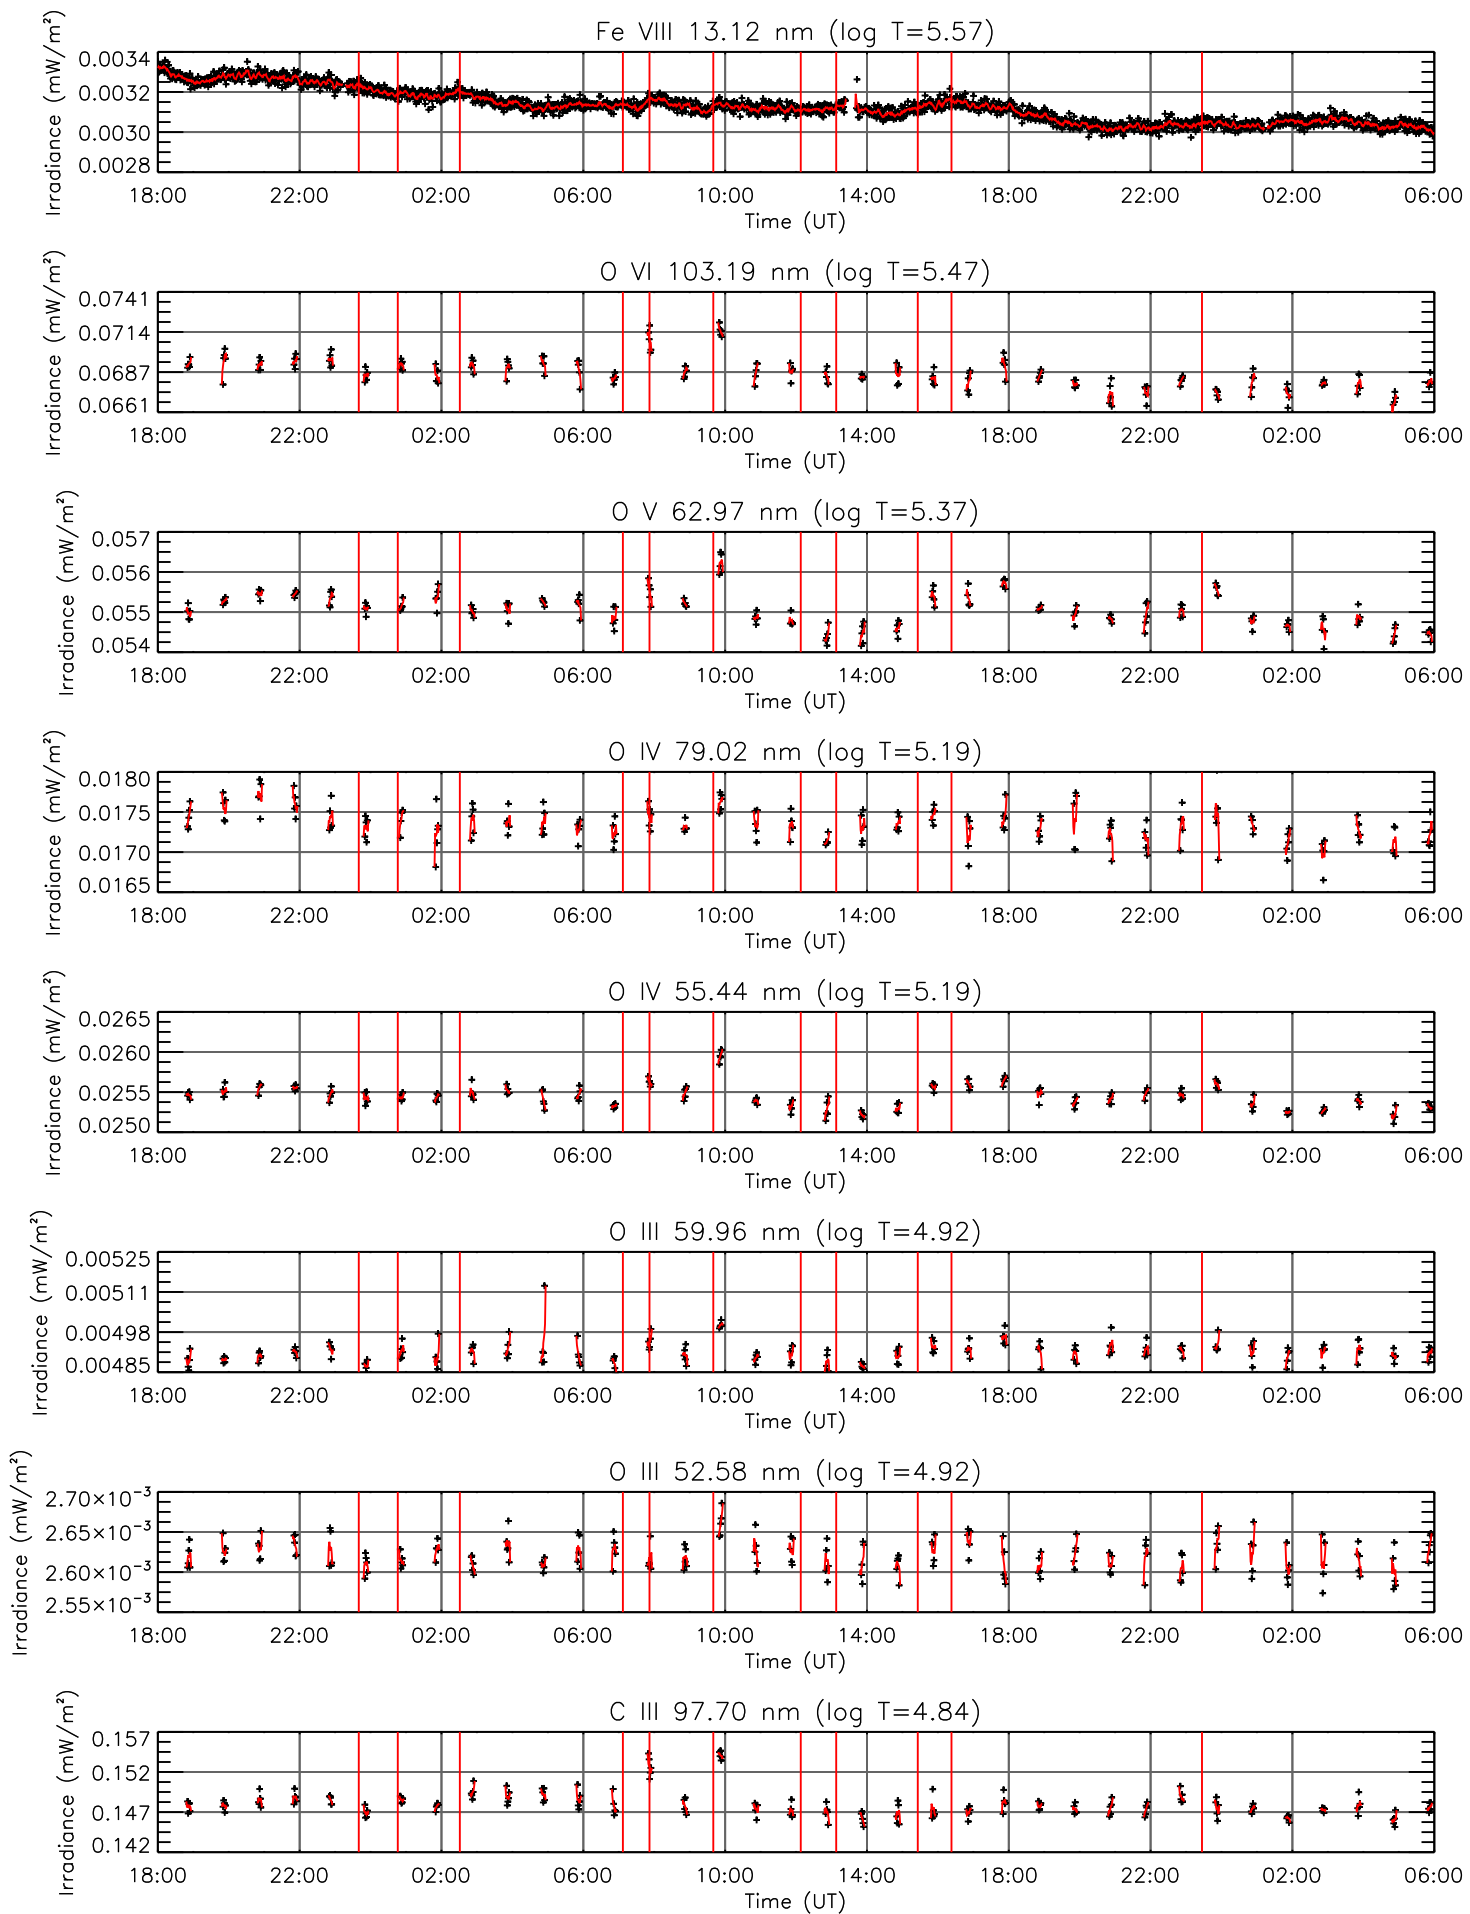 Fe VIII 13.12 nm (log T=5.57)
Irradiance (mW/m²)
0.0034
0.0032
0.0030
0.0028
18:00 22:00 02:00 06:00 10:00 14:00 18:00 22:00 02:00 06:00
Time (UT)
O VI 103.19 nm (log T=5.47)
Irradiance (mW/m²)
0.0741
0.0714
0.0687
0.0661
18:00 22:00 02:00 06:00 10:00 14:00 18:00 22:00 02:00 06:00
Time (UT)
O V 62.97 nm (log T=5.37)
Irradiance (mW/m²)
0.057
0.056
0.055
0.054
18:00 22:00 02:00 06:00 10:00 14:00 18:00 22:00 02:00 06:00
Time (UT)
O IV 79.02 nm (log T=5.19)
Irradiance (mW/m²)
0.0180
0.0175
0.0170
0.0165
18:00 22:00 02:00 06:00 10:00 14:00 18:00 22:00 02:00 06:00
Time (UT)
O IV 55.44 nm (log T=5.19)
Irradiance (mW/m²)
0.0265
0.0260
0.0255
0.0250
18:00 22:00 02:00 06:00 10:00 14:00 18:00 22:00 02:00 06:00
Time (UT)
O III 59.96 nm (log T=4.92)
Irradiance (mW/m²)
0.00525
0.00511
0.00498
0.00485
18:00 22:00 02:00 06:00 10:00 14:00 18:00 22:00 02:00 06:00
Time (UT)
O III 52.58 nm (log T=4.92)
Irradiance (mW/m²)
2.70×10⁻³
2.65×10⁻³
2.60×10⁻³
2.55×10⁻³
18:00 22:00 02:00 06:00 10:00 14:00 18:00 22:00 02:00 06:00
Time (UT)
C III 97.70 nm (log T=4.84)
Irradiance (mW/m²)
0.157
0.152
0.147
0.142
18:00 22:00 02:00 06:00 10:00 14:00 18:00 22:00 02:00 06:00
Time (UT)